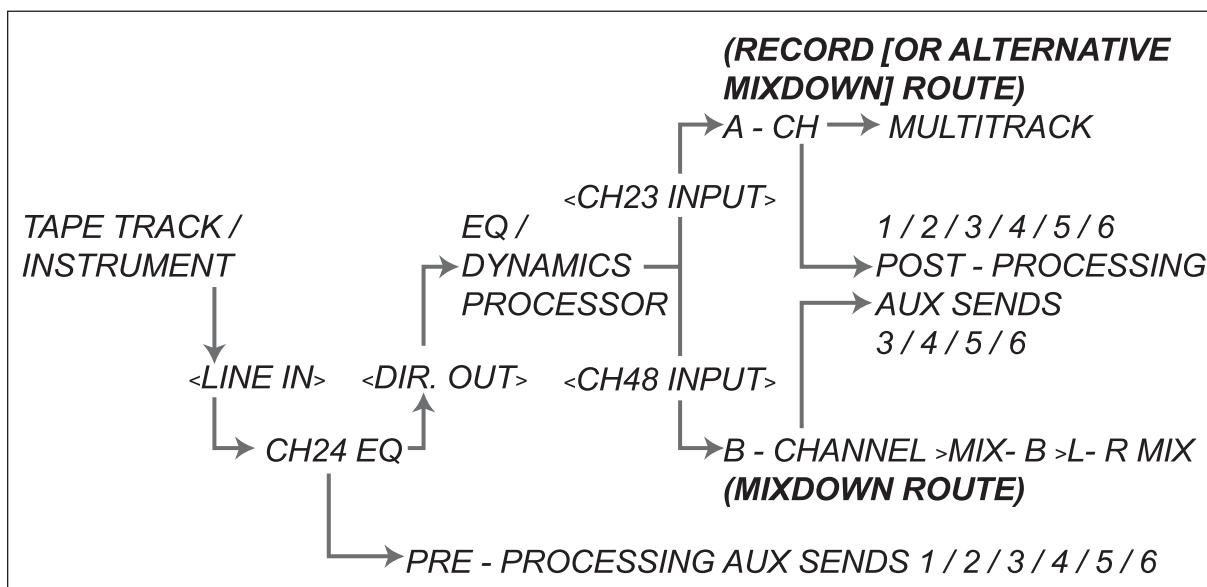 (RECORD [OR ALTERNATIVE
MIXDOWN] ROUTE)
A - CH
MULTITRACK
<CH23 INPUT>
TAPE TRACK /
INSTRUMENT
EQ /
DYNAMICS
PROCESSOR
1 / 2 / 3 / 4 / 5 / 6
POST - PROCESSING
AUX SENDS
3 / 4 / 5 / 6
<LINE IN>
<DIR. OUT>
<CH48 INPUT>
CH24 EQ
B - CHANNEL >MIX- B >L- R MIX
(MIXDOWN ROUTE)
PRE - PROCESSING AUX SENDS 1 / 2 / 3 / 4 / 5 / 6